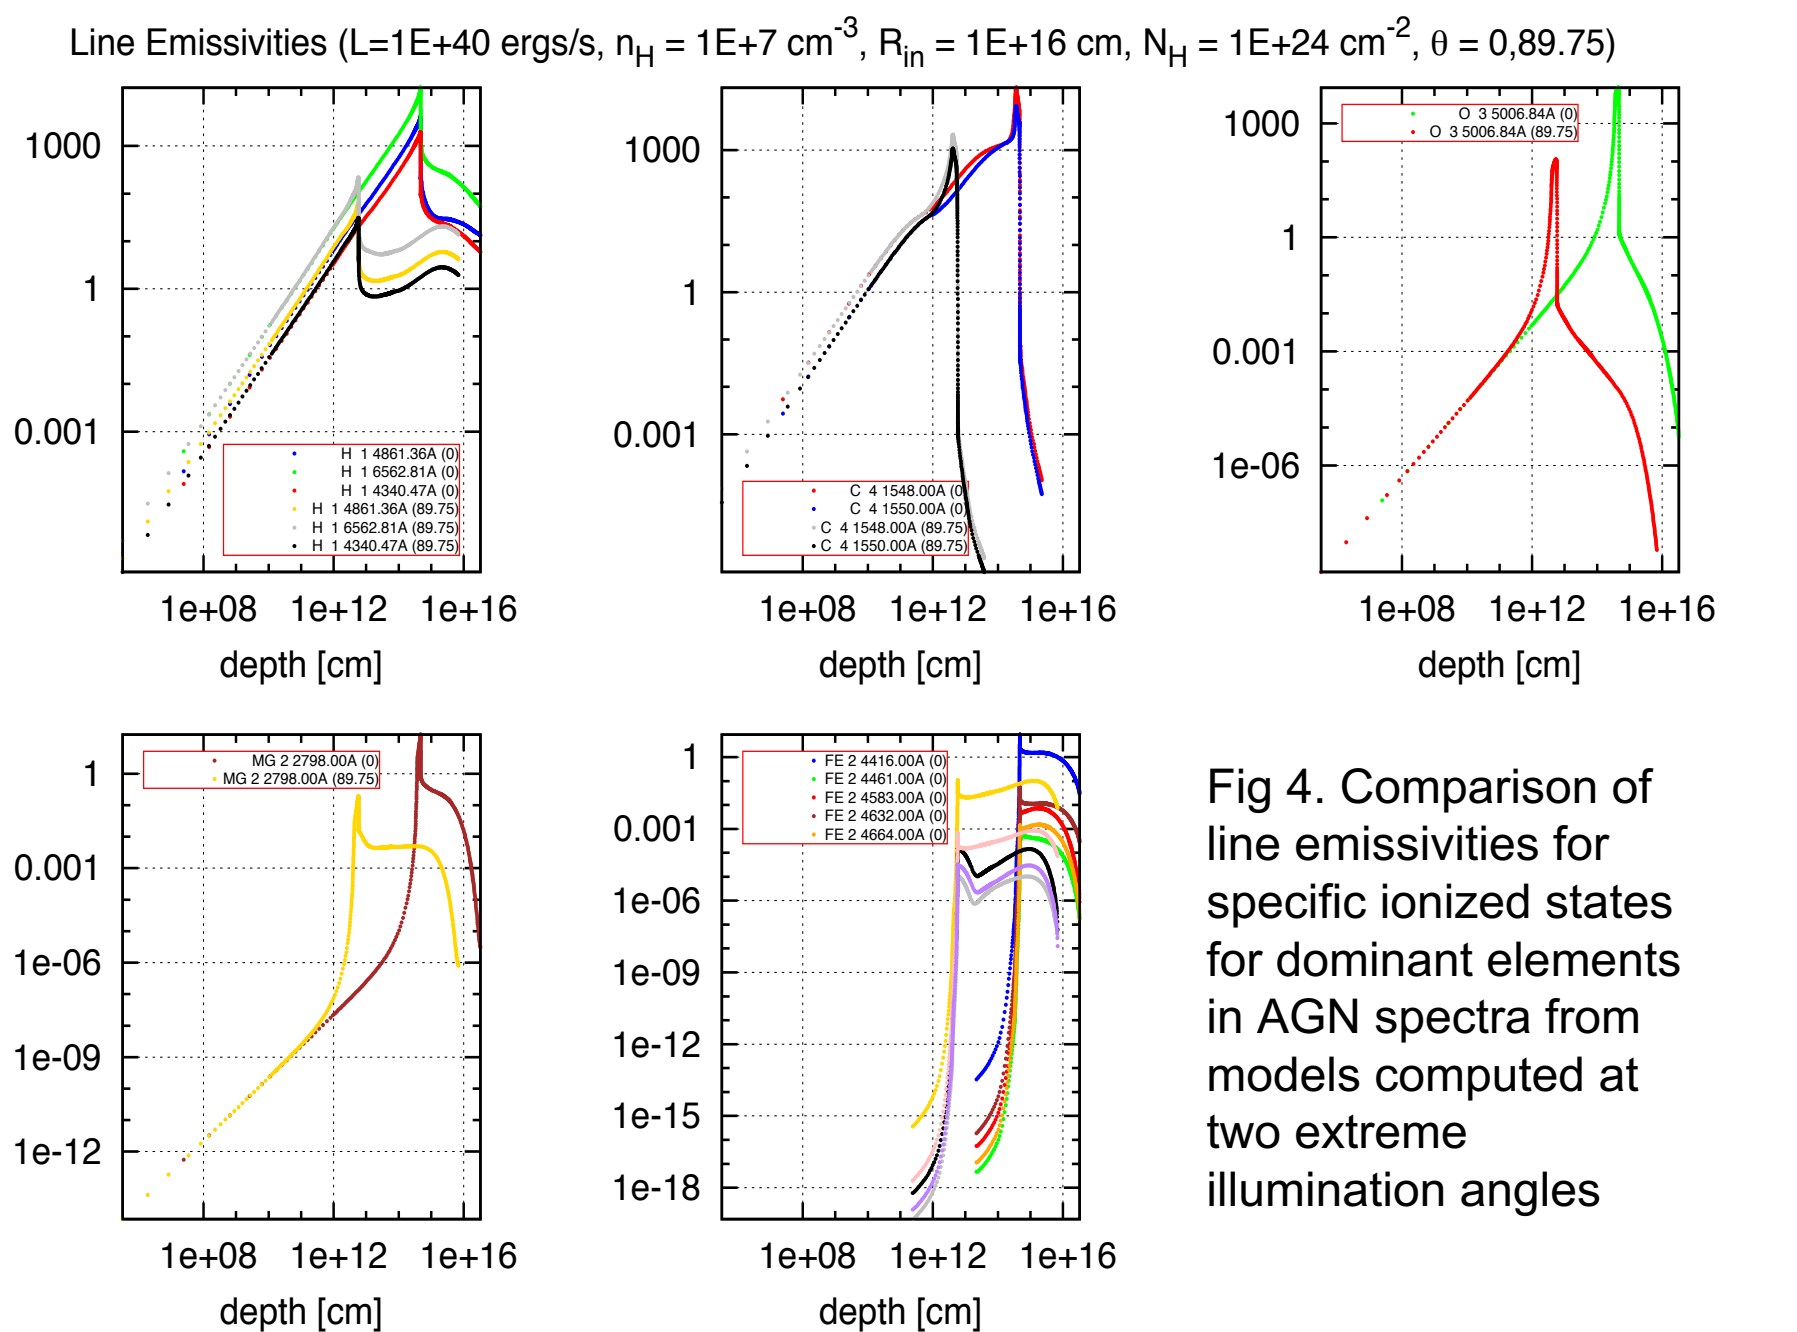 Line Emissivities (L=1E+40 ergs/s, n_H = 1E+7 cm^-3, R_in = 1E+16 cm, N_H = 1E+24 cm^-2, θ = 0,89.75)
1000
1
0.001
H 1 4861.36A (0)
H 1 6562.81A (0)
H 1 4340.47A (0)
H 1 4861.36A (89.75)
H 1 6562.81A (89.75)
H 1 4340.47A (89.75)
1e+08 1e+12 1e+16
depth [cm]
1000
1
0.001
C 4 1548.00A (0)
C 4 1550.00A (0)
C 4 1548.00A (89.75)
C 4 1550.00A (89.75)
1e+08 1e+12 1e+16
depth [cm]
O 3 5006.84A (0)
O 3 5006.84A (89.75)
1000
1
0.001
1e-06
1e+08 1e+12 1e+16
depth [cm]
MG 2 2798.00A (0)
MG 2 2798.00A (89.75)
1
0.001
1e-06
1e-09
1e-12
1e+08 1e+12 1e+16
depth [cm]
FE 2 4416.00A (0)
FE 2 4461.00A (0)
FE 2 4583.00A (0)
FE 2 4632.00A (0)
FE 2 4664.00A (0)
1
0.001
1e-06
1e-09
1e-12
1e-15
1e-18
1e+08 1e+12 1e+16
depth [cm]
Fig 4. Comparison of
line emissivities for
specific ionized states
for dominant elements
in AGN spectra from
models computed at
two extreme
illumination angles